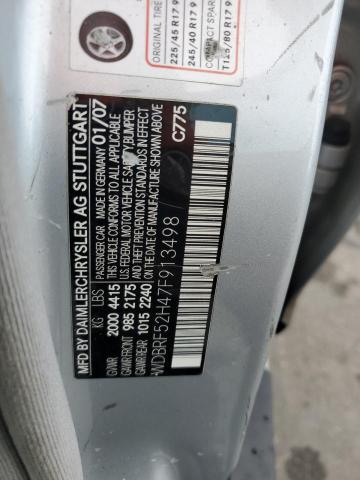 ORIGINAL TIRE
225/45 R17 9
245/40 R17 9
COMPACT SPARE
T125/80 R17 9
MFD BY DAIMLERCHRYSLER AG STUTTGART
PASSENGER CAR MADE IN GERMANY 01/07
THIS VEHICLE CONFORMS TO ALL APPLICABLE
U.S. FEDERAL MOTOR VEHICLE SAFETY, BUMPER
AND THEFT PREVENTION STANDARDS IN EFFECT
ON THE DATE OF MANUFACTURE SHOWN ABOVE
KG LBS
GVWR 2000 4415
GAWR FRONT 985 2175
GAWR REAR 1015 2240
C775
WDBRF52H47F913498